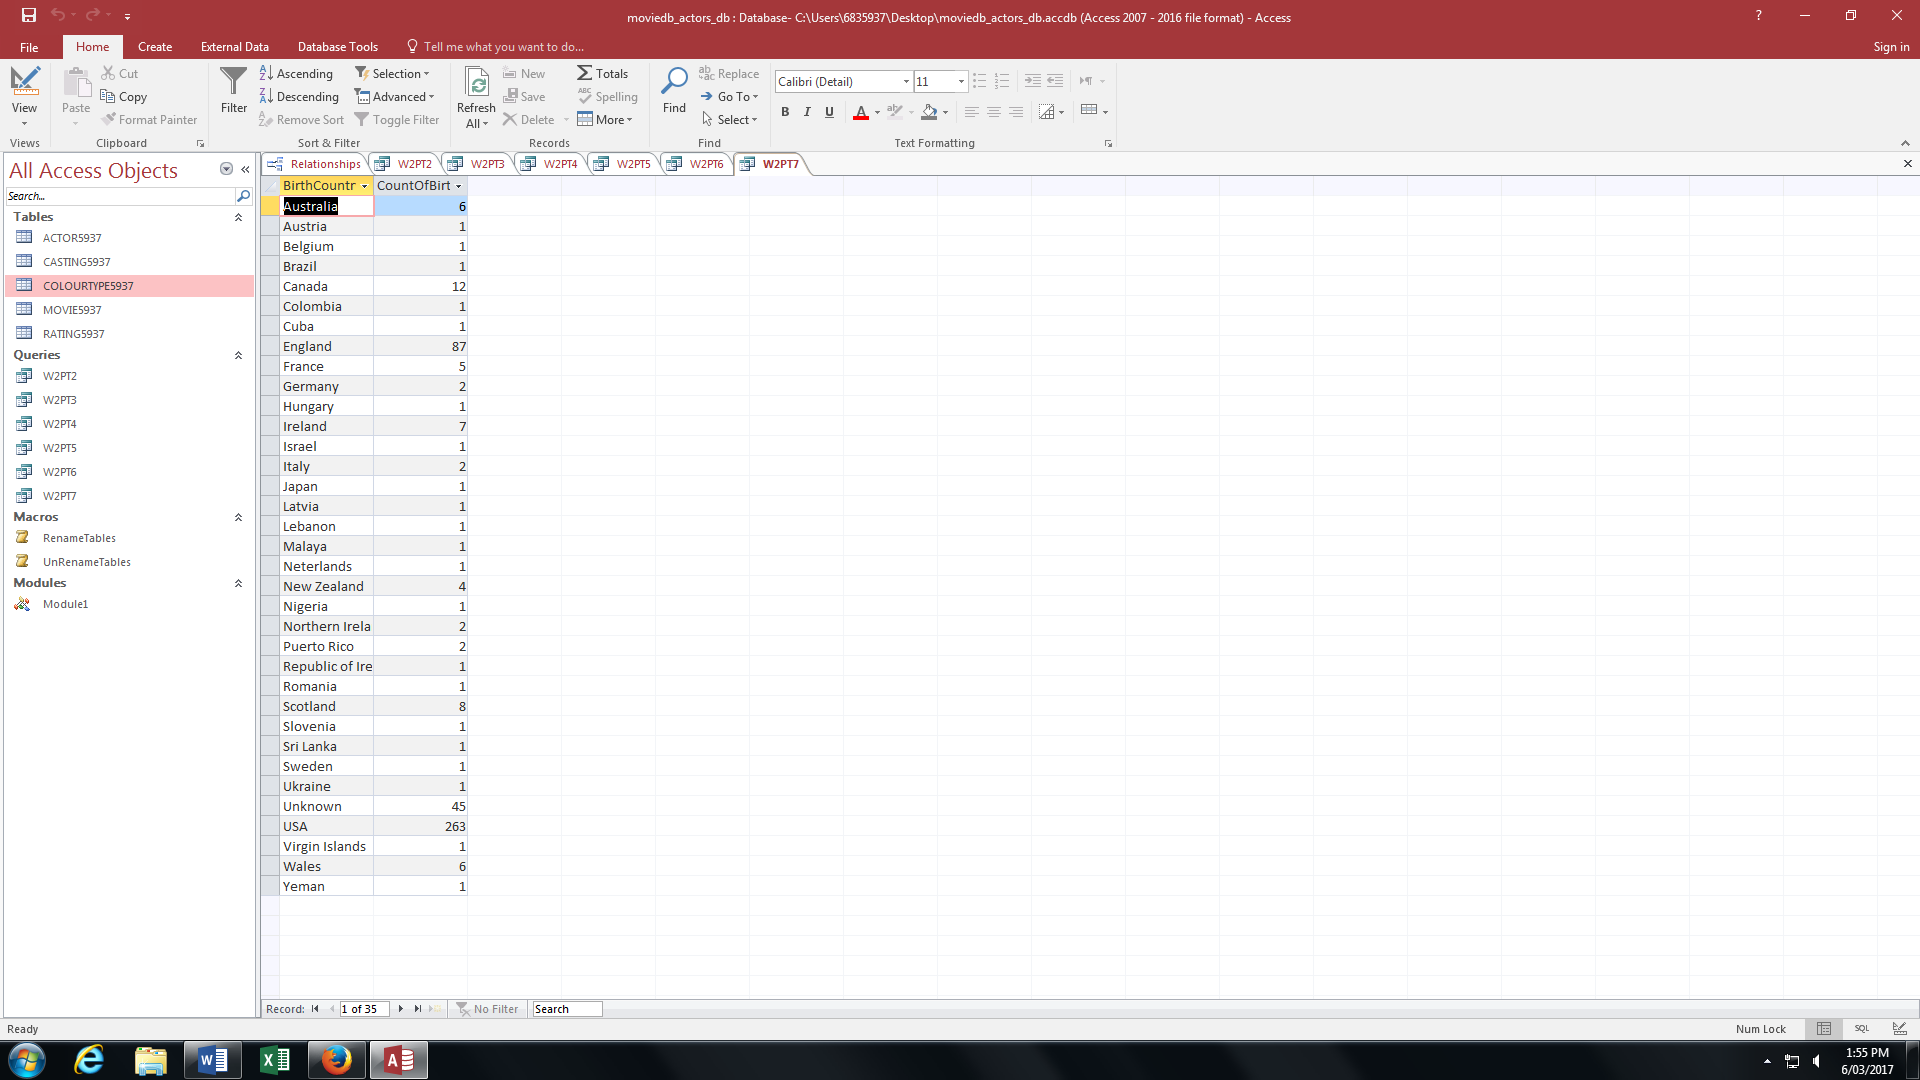 moviedb_actors_db : Database- C:\Users\6835937\Desktop\moviedb_actors_db.accdb (Access 2007 - 2016 file format) - Access
?
File Home Create External Data Database Tools Tell me what you want to do... Sign in
View
Views
Paste
Cut
Copy
Format Painter
Clipboard
Filter
Ascending
Descending
Remove Sort
Selection
Advanced
Toggle Filter
Sort & Filter
Refresh All
New
Save
Delete
Totals
Spelling
More
Records
Find
Replace
Go To
Select
Find
Calibri (Detail) 11
B I U A
Text Formatting
All Access Objects
Search...
Tables
ACTOR5937
CASTING5937
COLOURTYPE5937
MOVIE5937
RATING5937
Queries
W2PT2
W2PT3
W2PT4
W2PT5
W2PT6
W2PT7
Macros
RenameTables
UnRenameTables
Modules
Module1
Relationships W2PT2 W2PT3 W2PT4 W2PT5 W2PT6 W2PT7
BirthCountr CountOfBirt
Australia 6
Austria 1
Belgium 1
Brazil 1
Canada 12
Colombia 1
Cuba 1
England 87
France 5
Germany 2
Hungary 1
Ireland 7
Israel 1
Italy 2
Japan 1
Latvia 1
Lebanon 1
Malaya 1
Neterlands 1
New Zealand 4
Nigeria 1
Northern Irela 2
Puerto Rico 2
Republic of Ire 1
Romania 1
Scotland 8
Slovenia 1
Sri Lanka 1
Sweden 1
Ukraine 1
Unknown 45
USA 263
Virgin Islands 1
Wales 6
Yeman 1
Record: 1 of 35 No Filter Search
Ready Num Lock SQL
1:55 PM
6/03/2017